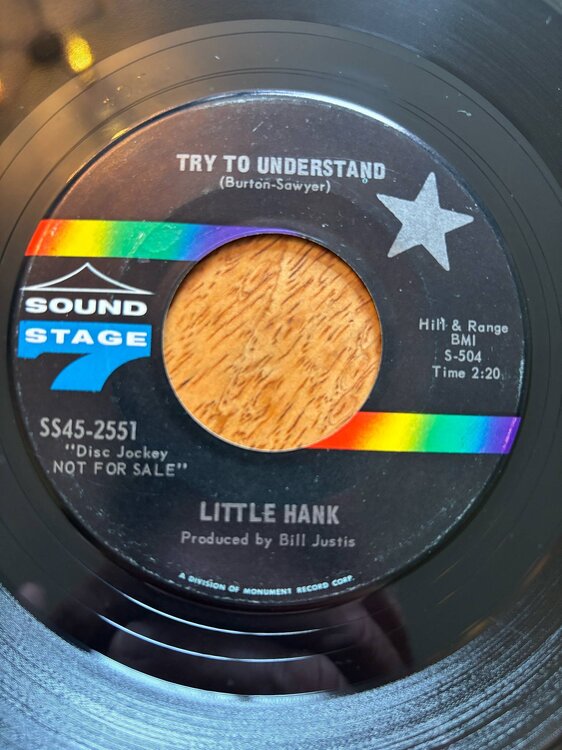 TRY TO UNDERSTAND
(Burton-Sawyer)
SOUND
STAGE
7
Hill & Range
BMI
S-504
Time 2:20
SS45-2551
"Disc Jockey
NOT FOR SALE"
LITTLE HANK
Produced by Bill Justis
A DIVISION OF MONUMENT RECORD CORP.